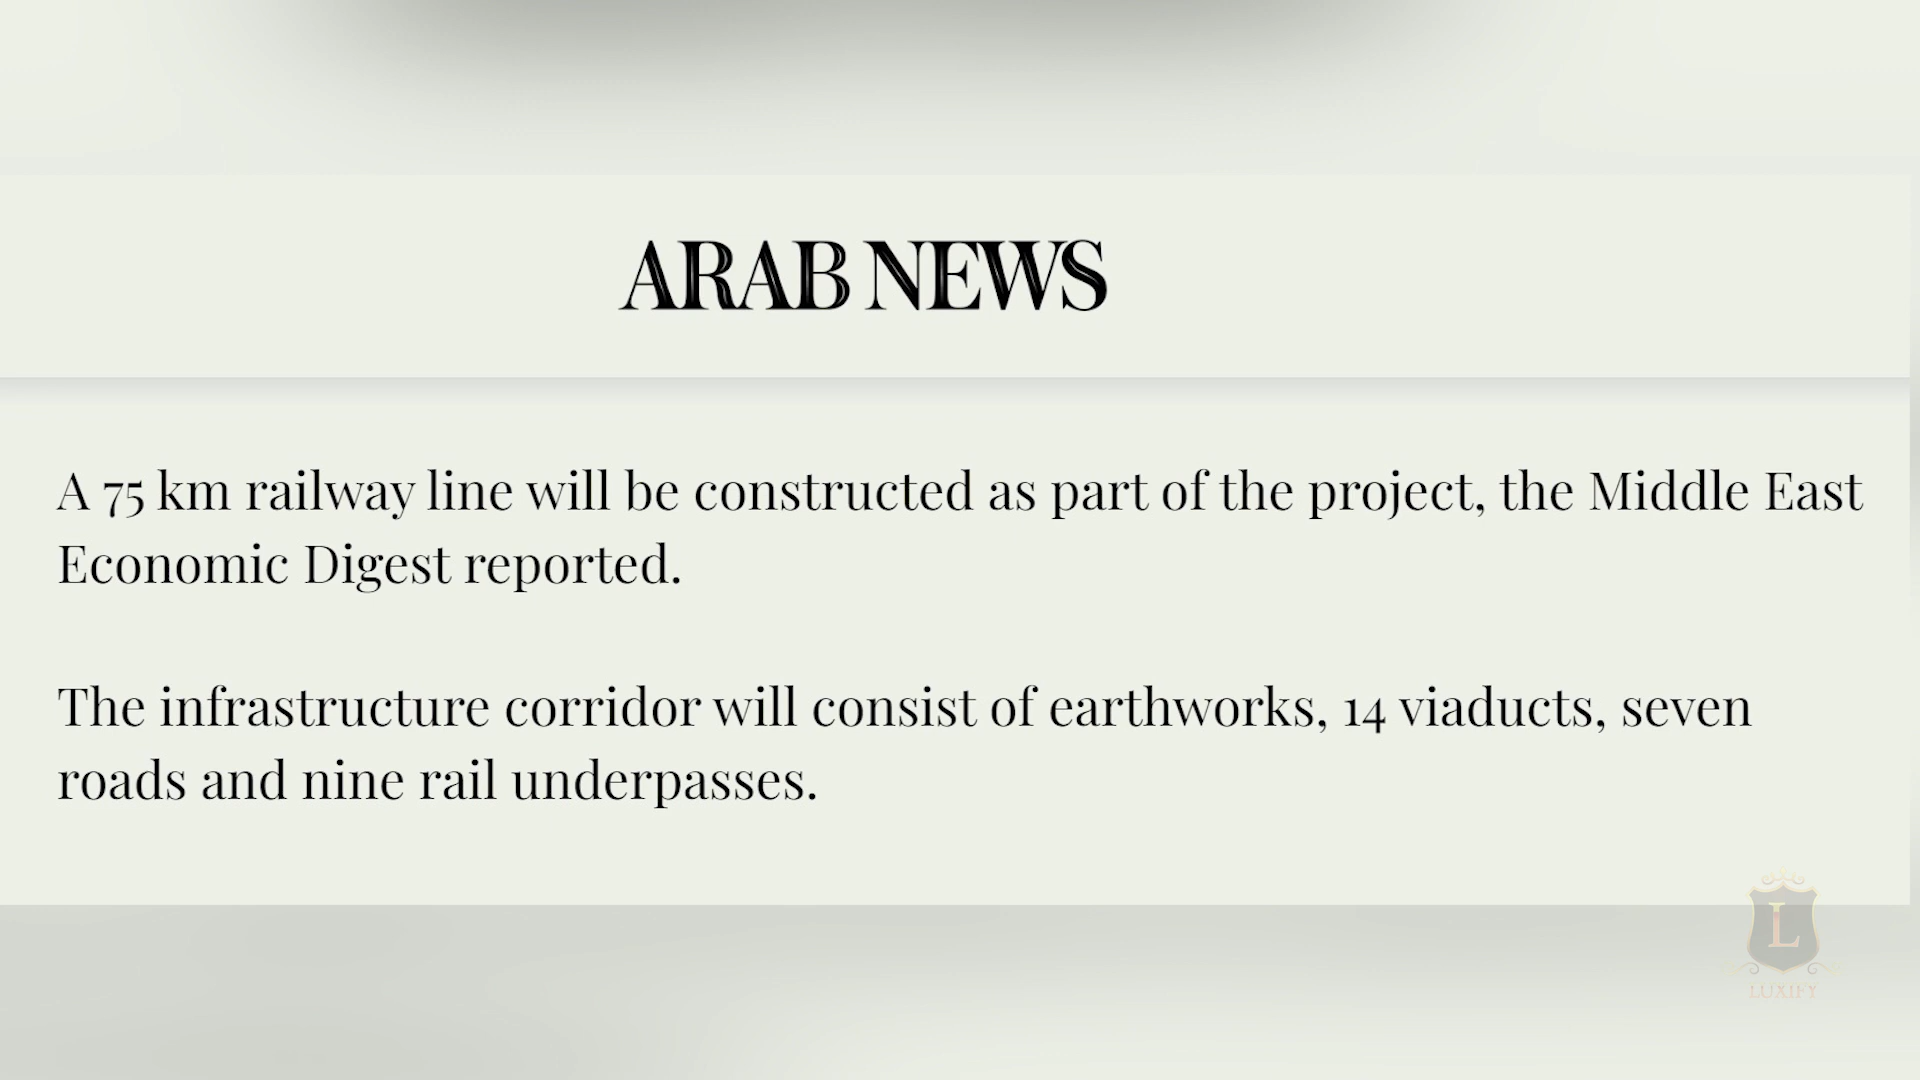 ARAB NEWS
A 75 km railway line will be constructed as part of the project, the Middle East
Economic Digest reported.
The infrastructure corridor will consist of earthworks, 14 viaducts, seven
roads and nine rail underpasses.
L
LUXIFY